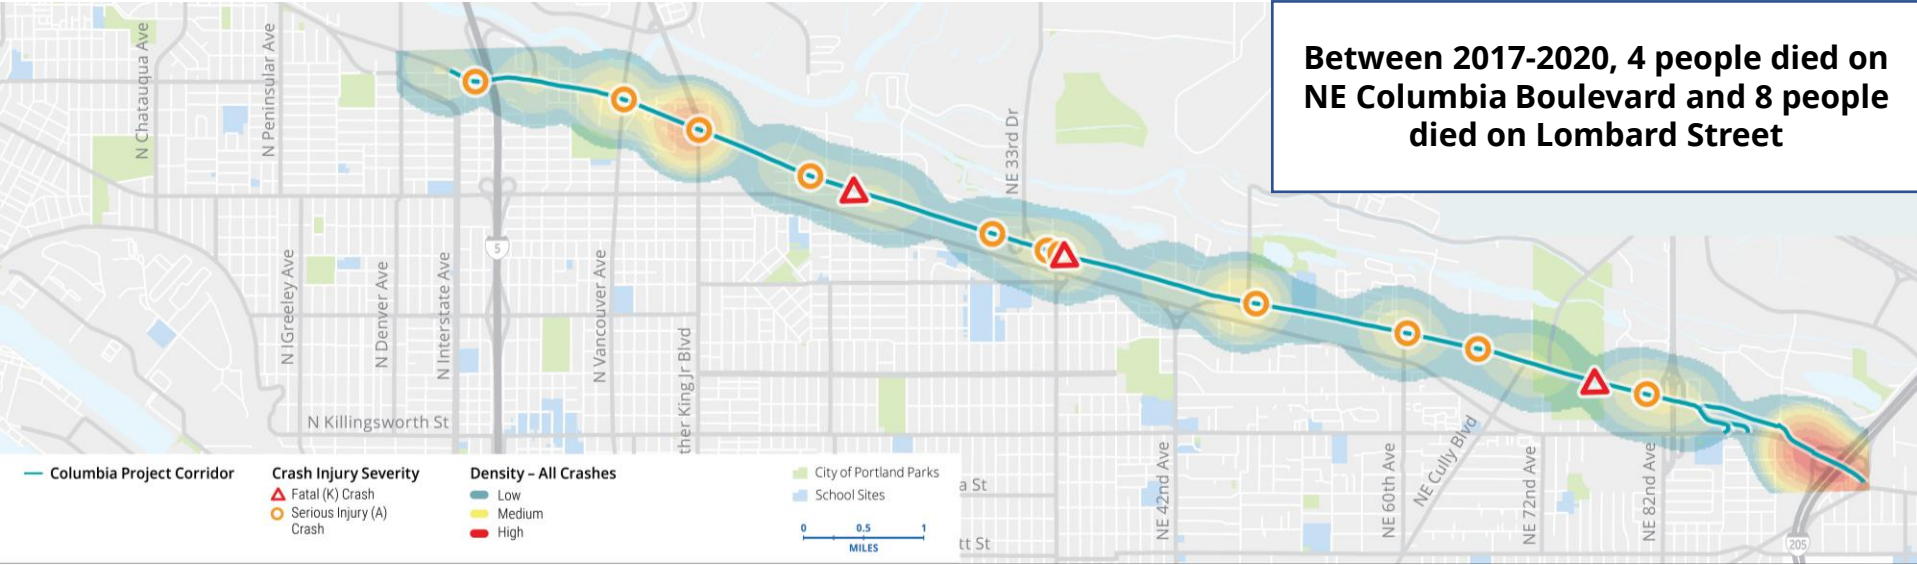 Between 2017-2020, 4 people died on
NE Columbia Boulevard and 8 people
died on Lombard Street
N Chatauqua Ave
N Peninsular Ave
NE 33rd Dr
5
N IGreeley Ave
N Denver Ave
N Interstate Ave
N Vancouver Ave
ther King Jr Blvd
N Killingsworth St
NE 42nd Ave
NE 60th Ave
NE Cully Blvd
NE 72nd Ave
NE 82nd Ave
205
a St
tt St
Columbia Project Corridor
Crash Injury Severity
Fatal (K) Crash
Serious Injury (A)
Crash
Density – All Crashes
Low
Medium
High
City of Portland Parks
School Sites
0 0.5 1
MILES